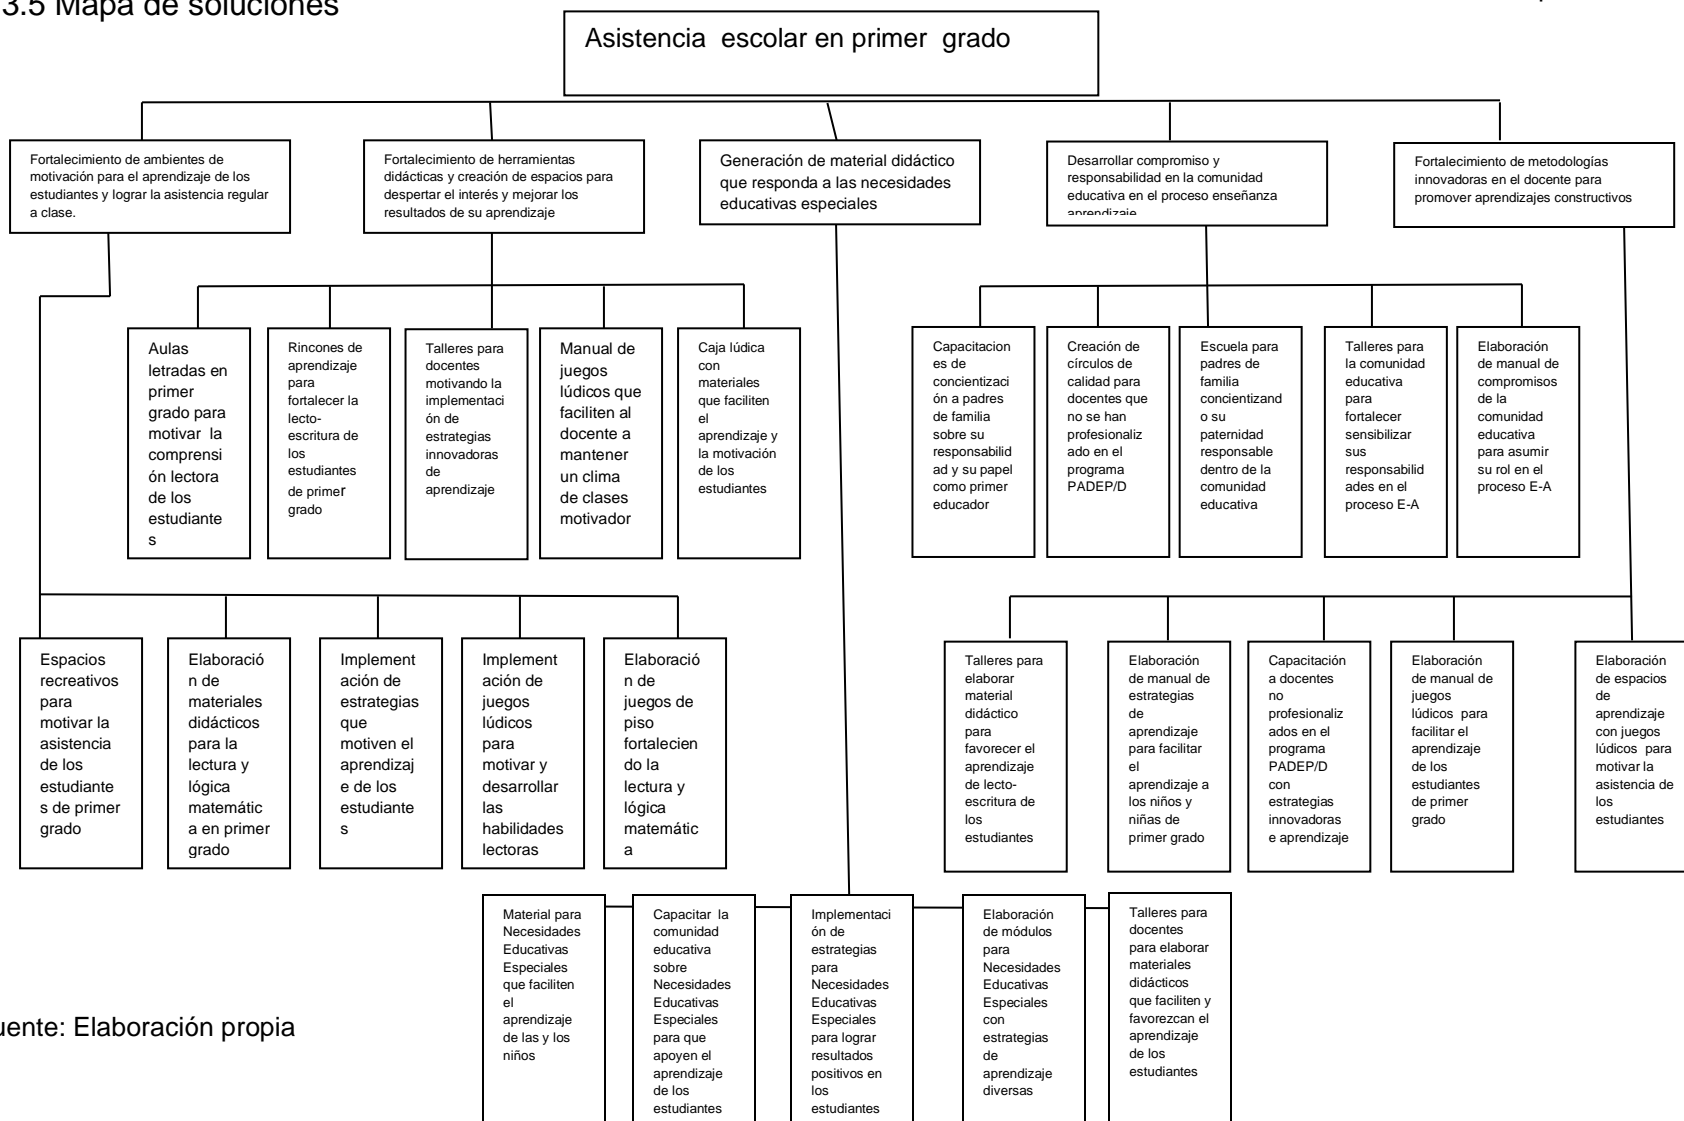 3.5 Mapa de soluciones
Asistencia escolar en primer grado
Fortalecimiento de ambientes de
motivación para el aprendizaje de los
estudiantes y lograr la asistencia regular
a clase.
Fortalecimiento de herramientas
didácticas y creación de espacios para
despertar el interés y mejorar los
resultados de su aprendizaje
Generación de material didáctico
que responda a las necesidades
educativas especiales
Desarrollar compromiso y
responsabilidad en la comunidad
educativa en el proceso enseñanza
aprendizaje
Fortalecimiento de metodologías
innovadoras en el docente para
promover aprendizajes constructivos
Aulas
letradas en
primer
grado para
motivar la
comprensi
ón lectora
de los
estudiante
s
Rincones de
aprendizaje
para
fortalecer la
lecto-
escritura de
los
estudiantes
de primer
grado
Talleres para
docentes
motivando la
implementaci
ón de
estrategias
innovadoras
de
aprendizaje
Manual de
juegos
lúdicos que
faciliten al
docente a
mantener
un clima
de clases
motivador
Caja lúdica
con
materiales
que faciliten
el
aprendizaje y
la motivación
de los
estudiantes
Capacitacion
es de
concientizaci
ón a padres
de familia
sobre su
responsabilid
ad y su papel
como primer
educador
Creación de
círculos de
calidad para
docentes que
no se han
profesionaliz
ado en el
programa
PADEP/D
Escuela para
padres de
familia
concientizand
o su
paternidad
responsable
dentro de la
comunidad
educativa
Talleres para
la comunidad
educativa
para
fortalecer
sensibilizar
sus
responsabilid
ades en el
proceso E-A
Elaboración
de manual de
compromisos
de la
comunidad
educativa
para asumir
su rol en el
proceso E-A
Espacios
recreativos
para
motivar la
asistencia
de los
estudiante
s de primer
grado
Elaboració
n de
materiales
didácticos
para la
lectura y
lógica
matemátic
a en primer
grado
Implement
ación de
estrategias
que
motiven el
aprendizaj
e de los
estudiante
s
Implement
ación de
juegos
lúdicos
para
motivar y
desarrollar
las
habilidades
lectoras
Elaboració
n de
juegos de
piso
fortalecien
do la
lectura y
lógica
matemátic
a
Talleres para
elaborar
material
didáctico
para
favorecer el
aprendizaje
de lecto-
escritura de
los
estudiantes
Elaboración
de manual de
estrategias
de
aprendizaje
para facilitar
el
aprendizaje a
los niños y
niñas de
primer grado
Capacitación
a docentes
no
profesionaliz
ados en el
programa
PADEP/D
con
estrategias
innovadoras
e aprendizaje
Elaboración
de manual de
juegos
lúdicos para
facilitar el
aprendizaje
de los
estudiantes
de primer
grado
Elaboración
de espacios
de
aprendizaje
con juegos
lúdicos para
motivar la
asistencia de
los
estudiantes
Material para
Necesidades
Educativas
Especiales
que faciliten
el
aprendizaje
de las y los
niños
Capacitar la
comunidad
educativa
sobre
Necesidades
Educativas
Especiales
para que
apoyen el
aprendizaje
de los
estudiantes
Implementaci
ón de
estrategias
para
Necesidades
Educativas
Especiales
para lograr
resultados
positivos en
los
estudiantes
Elaboración
de módulos
para
Necesidades
Educativas
Especiales
con
estrategias
de
aprendizaje
diversas
Talleres para
docentes
para elaborar
materiales
didácticos
que faciliten y
favorezcan el
aprendizaje
de los
estudiantes
uente: Elaboración propia